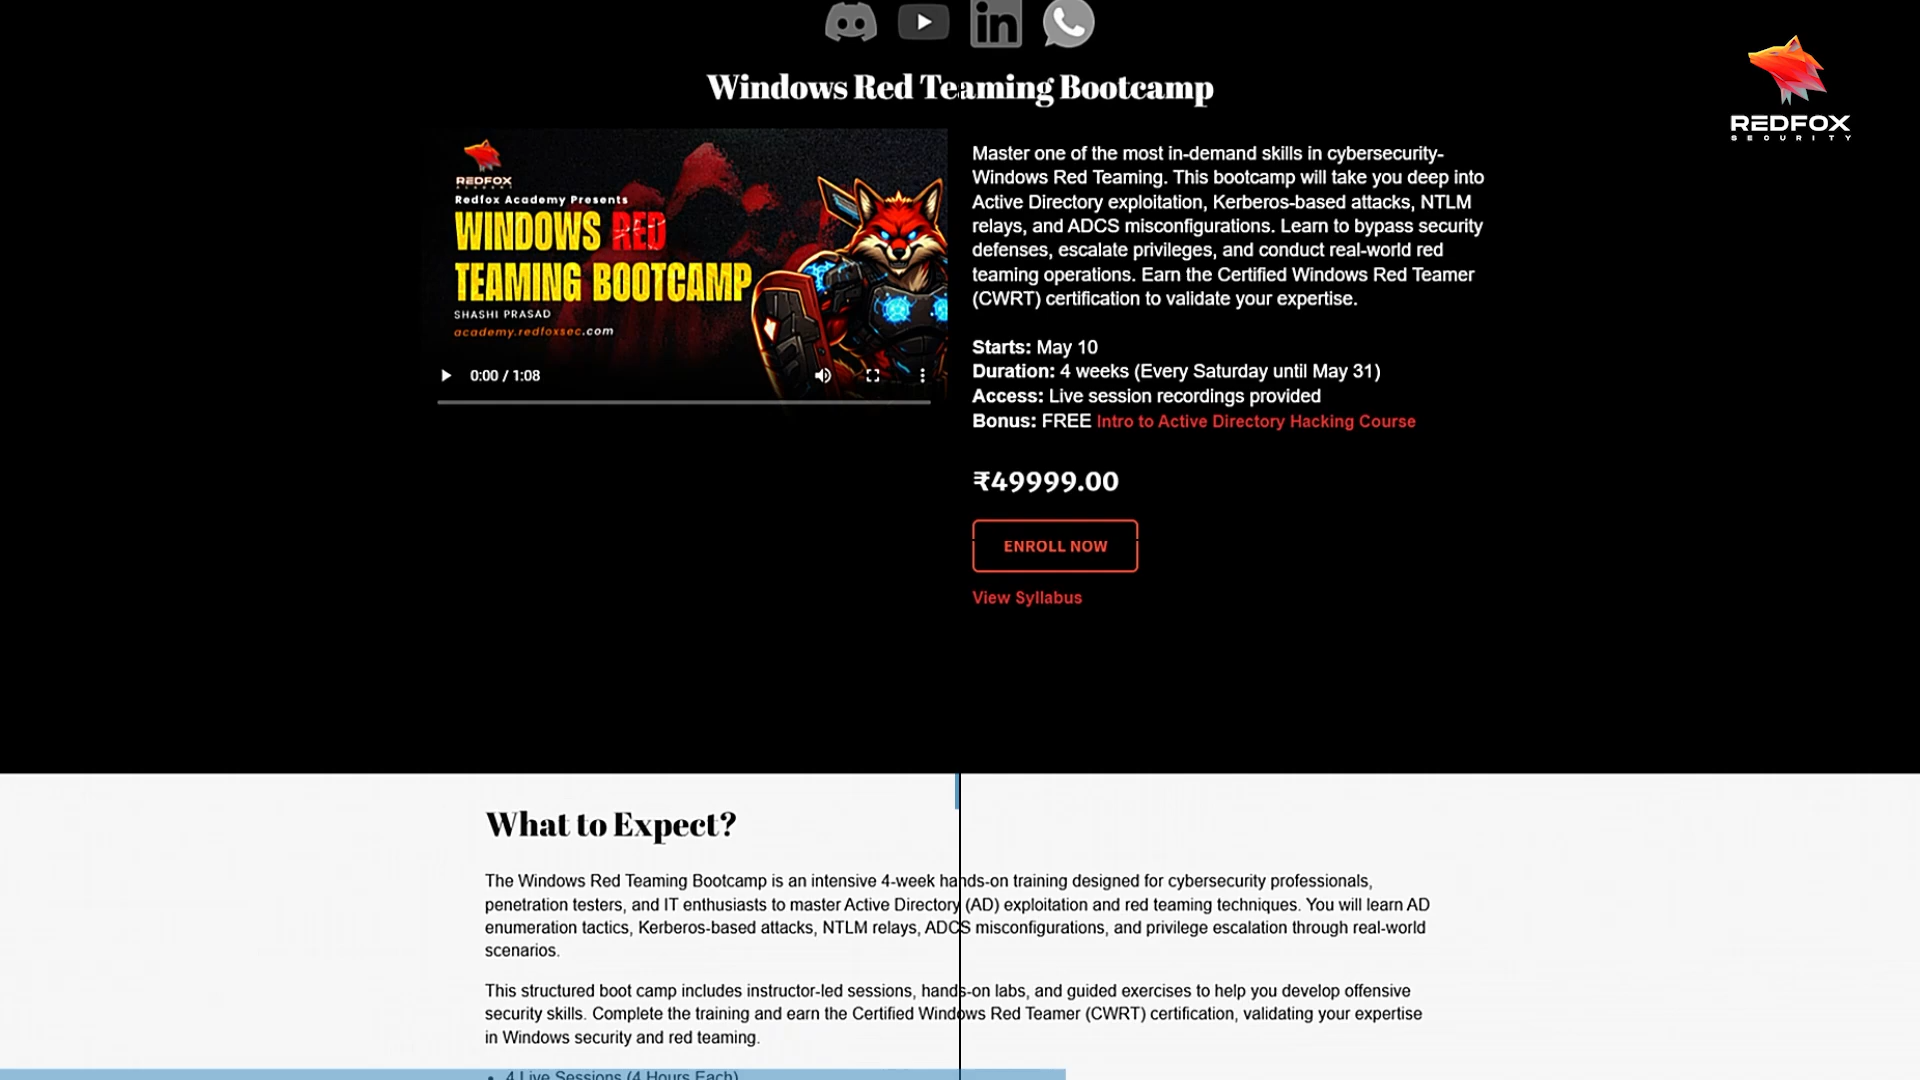 Windows Red Teaming Bootcamp
REDFOX
SECURITY
REDFOX
Redfox Academy Presents
WINDOWS RED
TEAMING BOOTCAMP
SHASHI PRASAD
academy.redfoxsec.com
0:00 / 1:08
Master one of the most in-demand skills in cybersecurity-
Windows Red Teaming. This bootcamp will take you deep into
Active Directory exploitation, Kerberos-based attacks, NTLM
relays, and ADCS misconfigurations. Learn to bypass security
defenses, escalate privileges, and conduct real-world red
teaming operations. Earn the Certified Windows Red Teamer
(CWRT) certification to validate your expertise.
Starts: May 10
Duration: 4 weeks (Every Saturday until May 31)
Access: Live session recordings provided
Bonus: FREE Intro to Active Directory Hacking Course
₹49999.00
ENROLL NOW
View Syllabus
What to Expect?
The Windows Red Teaming Bootcamp is an intensive 4-week hands-on training designed for cybersecurity professionals,
penetration testers, and IT enthusiasts to master Active Directory (AD) exploitation and red teaming techniques. You will learn AD
enumeration tactics, Kerberos-based attacks, NTLM relays, ADCS misconfigurations, and privilege escalation through real-world
scenarios.
This structured boot camp includes instructor-led sessions, hands-on labs, and guided exercises to help you develop offensive
security skills. Complete the training and earn the Certified Windows Red Teamer (CWRT) certification, validating your expertise
in Windows security and red teaming.
• 4 Live Sessions (4 Hours Each)